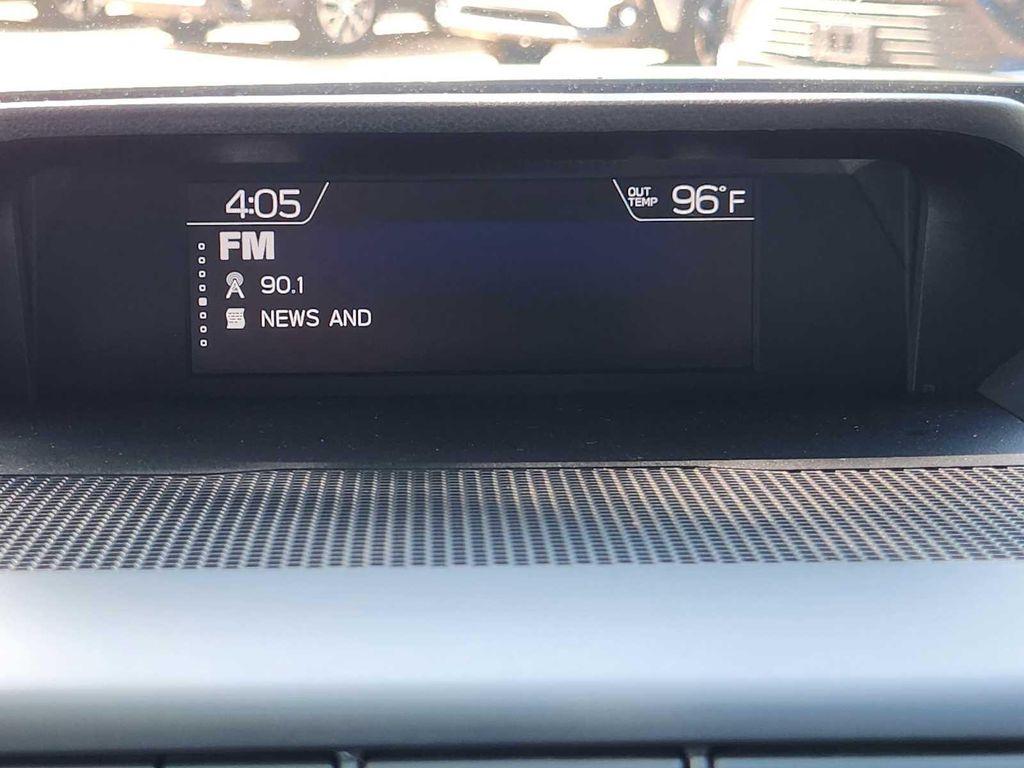 4:05
OUT
TEMP
96°F
FM
90.1
NEWS AND